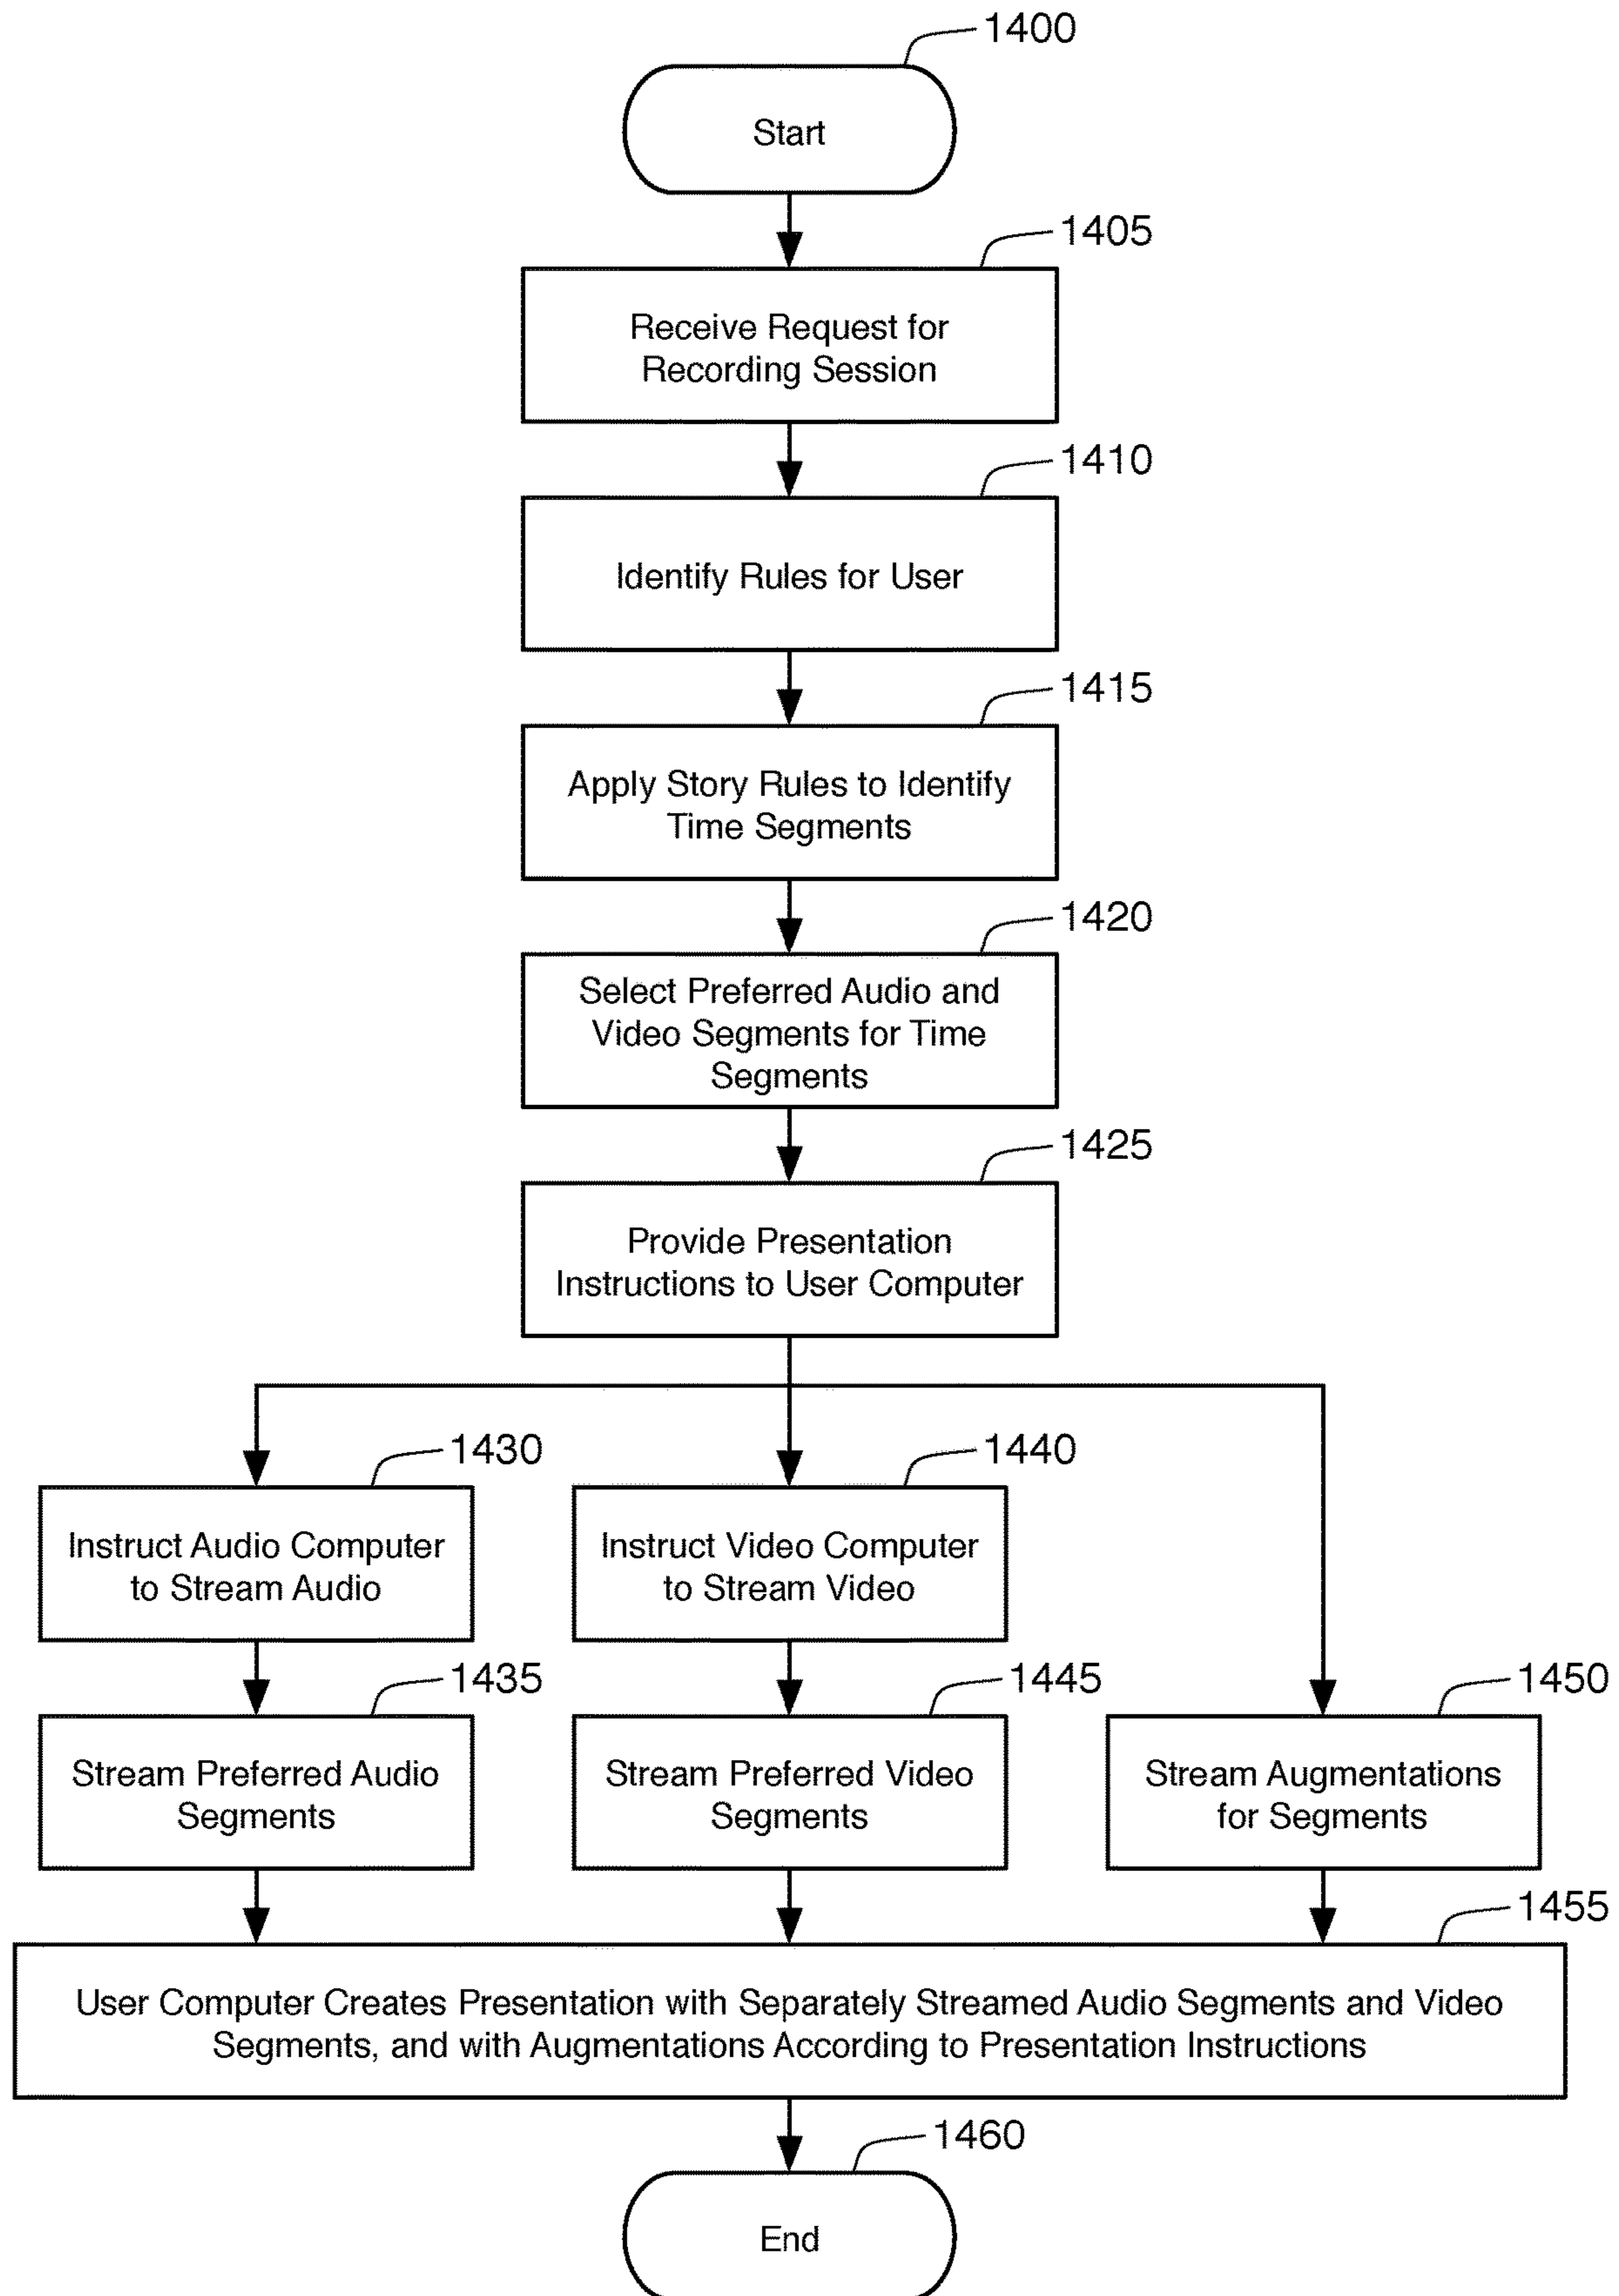 1400
Start
1405
Receive Request for
Recording Session
1410
Identify Rules for User
1415
Apply Story Rules to Identify
Time Segments
1420
Select Preferred Audio and
Video Segments for Time
Segments
1425
Provide Presentation
Instructions to User Computer
1430
Instruct Audio Computer
to Stream Audio
1440
Instruct Video Computer
to Stream Video
1435
Stream Preferred Audio
Segments
1445
Stream Preferred Video
Segments
1450
Stream Augmentations
for Segments
1455
User Computer Creates Presentation with Separately Streamed Audio Segments and Video
Segments, and with Augmentations According to Presentation Instructions
1460
End